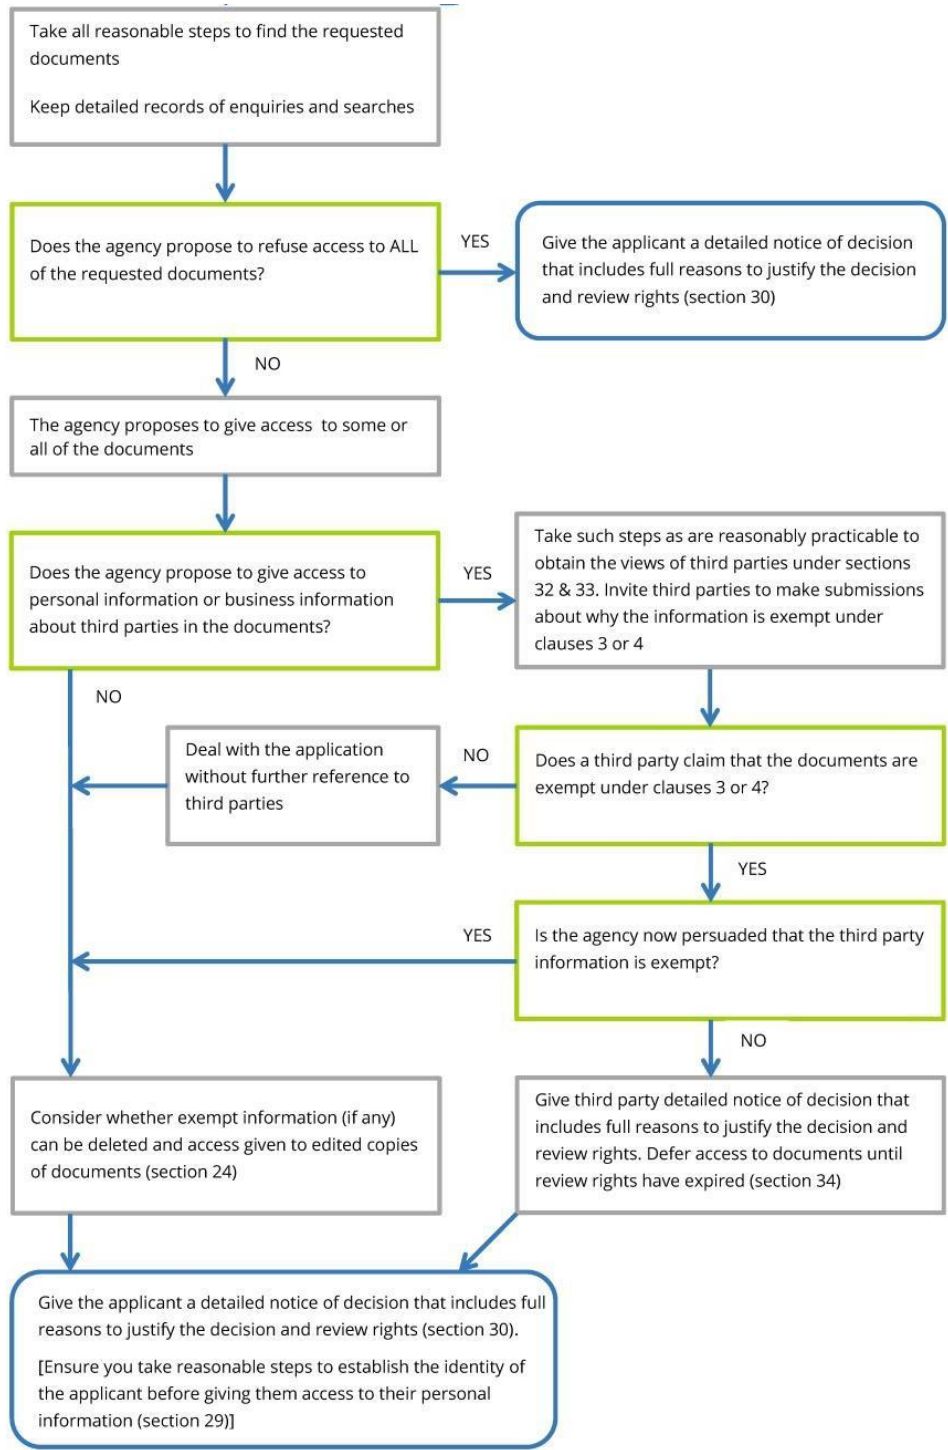 Take all reasonable steps to find the requested
documents
Keep detailed records of enquiries and searches
Does the agency propose to refuse access to ALL
of the requested documents?
YES
Give the applicant a detailed notice of decision
that includes full reasons to justify the decision
and review rights (section 30)
NO
The agency proposes to give access to some or
all of the documents
Does the agency propose to give access to
personal information or business information
about third parties in the documents?
YES
Take such steps as are reasonably practicable to
obtain the views of third parties under sections
32 & 33. Invite third parties to make submissions
about why the information is exempt under
clauses 3 or 4
NO
Deal with the application
without further reference to
third parties
NO
Does a third party claim that the documents are
exempt under clauses 3 or 4?
YES
YES
Is the agency now persuaded that the third party
information is exempt?
NO
Consider whether exempt information (if any)
can be deleted and access given to edited copies
of documents (section 24)
Give third party detailed notice of decision that
includes full reasons to justify the decision and
review rights. Defer access to documents until
review rights have expired (section 34)
Give the applicant a detailed notice of decision that includes full
reasons to justify the decision and review rights (section 30).
[Ensure you take reasonable steps to establish the identity of
the applicant before giving them access to their personal
information (section 29)]